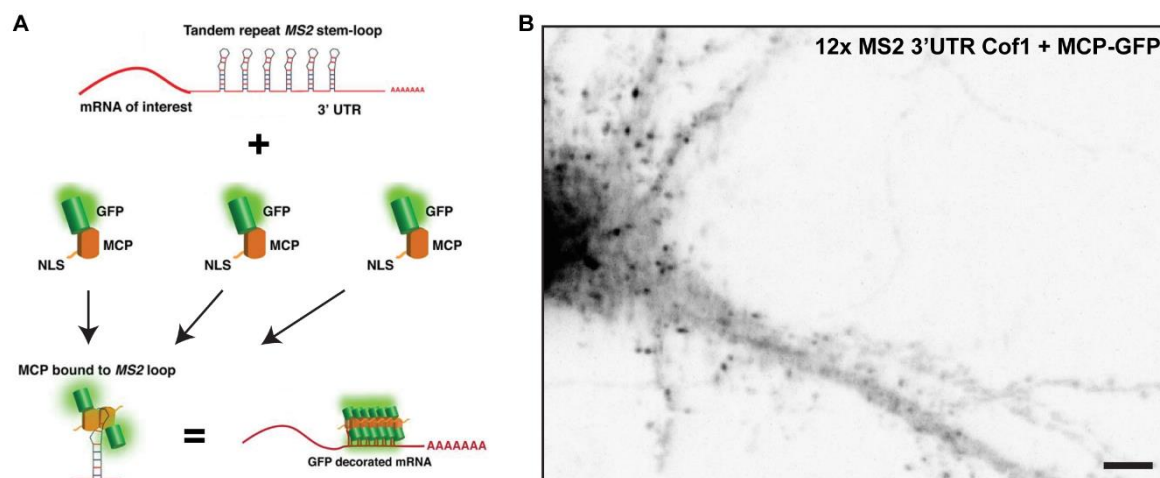 A
Tandem repeat MS2 stem-loop
mRNA of interest
3' UTR
AAAAAAA
+
GFP
MCP
NLS
GFP
MCP
NLS
GFP
MCP
NLS
MCP bound to MS2 loop
=
AAAAAAA
GFP decorated mRNA
B
12x MS2 3'UTR Cof1 + MCP-GFP